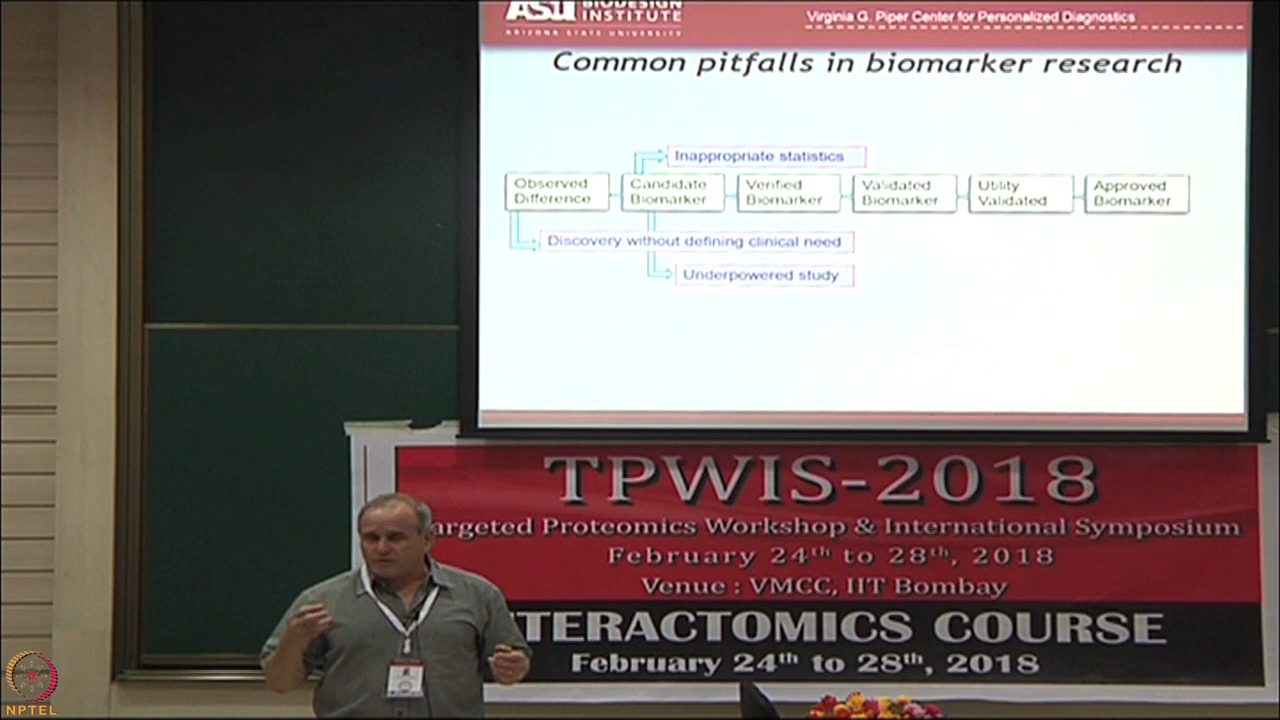 ASU BIODESIGN
INSTITUTE
ARIZONA STATE UNIVERSITY
Virginia G. Piper Center for Personalized Diagnostics
Common pitfalls in biomarker research
Inappropriate statistics
Observed
Difference
Candidate
Biomarker
Verified
Biomarker
Validated
Biomarker
Utility
Validated
Approved
Biomarker
Discovery without defining clinical need
Underpowered study
TPWIS-2018
argeted Proteomics Workshop & International Symposium
February 24th to 28th, 2018
Venue : VMCC, IIT Bombay
TERACTOMICS COURSE
February 24th to 28th, 2018
NPTEL